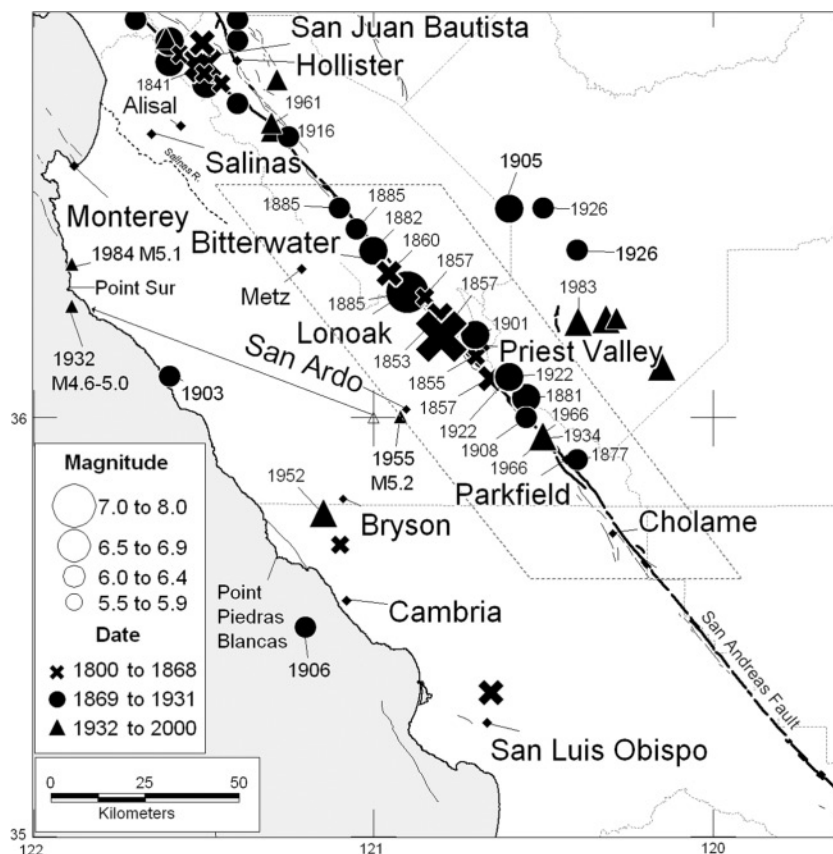 San Juan Bautista
Hollister
1841
Alisal
1961
1916
Salinas
Salinas R.
1905
1926
1885
1885
1882
Monterey
Bitterwater
1860
1926
1984 M5.1
1857
1857
1983
Metz
Point Sur
1885
Lonoak
1901
1853
Priest Valley
San Ardo
1932
M4.6-5.0
1855
1922
1903
1857
1881
36
1922
1966
1908
1934
1955
M5.2
1966
1877
Magnitude
7.0 to 8.0
6.5 to 6.9
6.0 to 6.4
5.5 to 5.9
1952
Parkfield
Bryson
Cholame
Point
Piedras
Blancas
Cambria
San Andreas Fault
Date
1800 to 1868
1869 to 1931
1932 to 2000
1906
San Luis Obispo
0 25 50
Kilometers
35
122
121
120